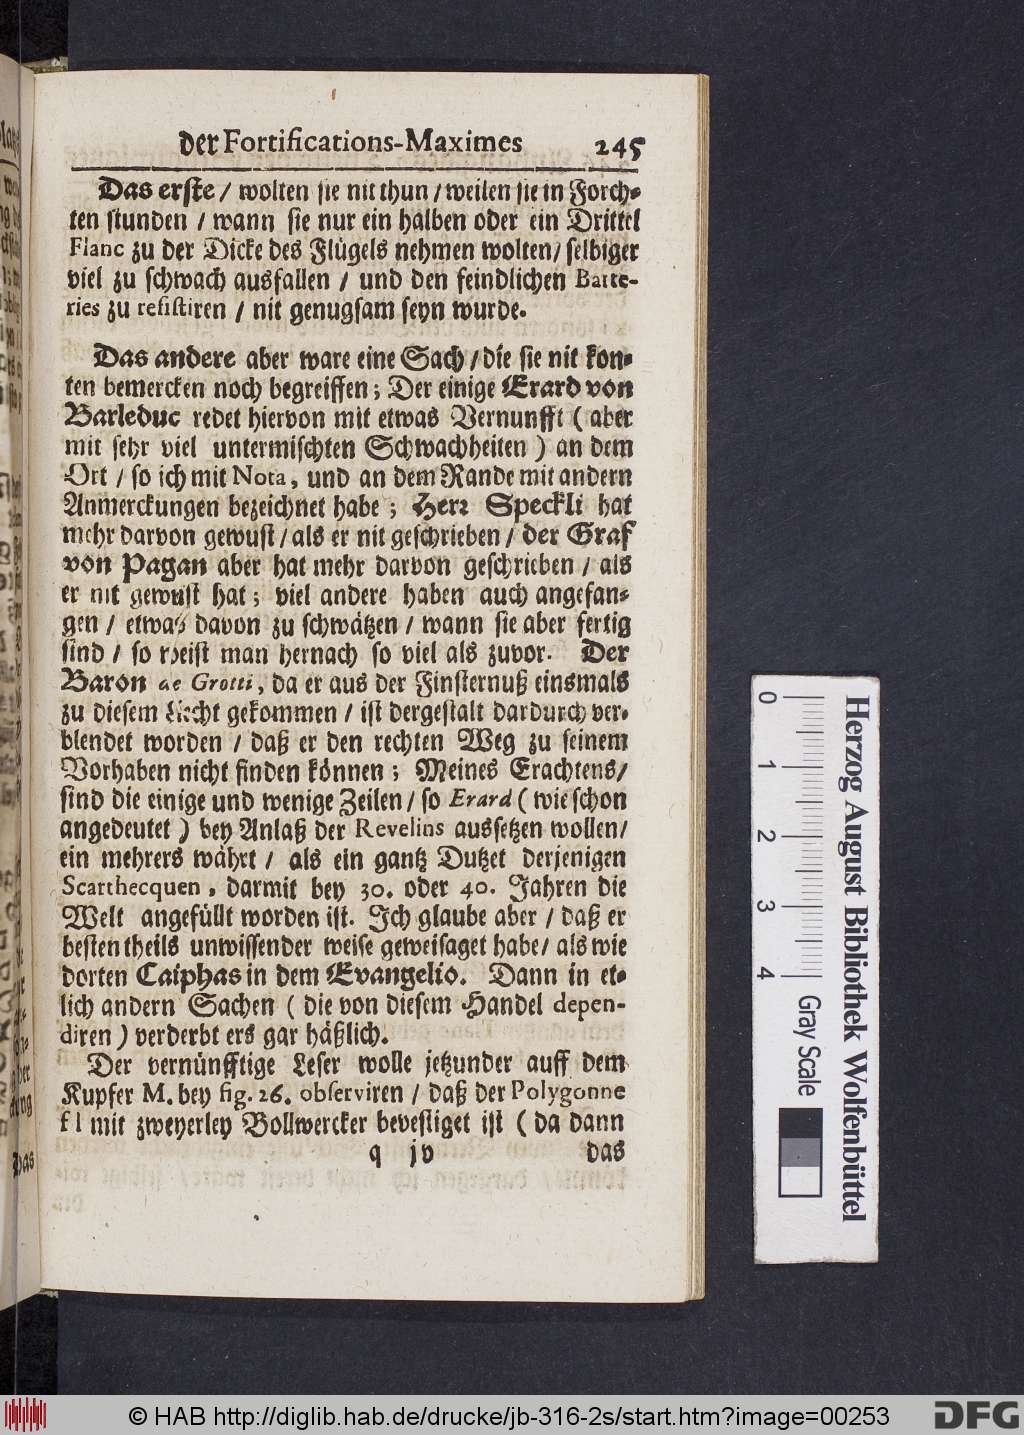 der Fortifications-Maximes 245
Das erste / wolten sie nit thun / weilen sie in Forch-
ten stunden / wann sie nur ein halben oder ein Drittel
Flanc zu der Dicke des Flügels nehmen wolten / selbiger
viel zu schwach ausfallen / und den feindlichen Batte-
ries zu resistiren / nit genugsam seyn wurde.
Das andere aber ware eine Sach / die sie nit kon-
ten bemercken noch begreiffen; Der einige Erard von
Barleduc redet hiervon mit etwas Vernunfft ( aber
mit sehr viel untermischten Schwachheiten ) an dem
Ort / so ich mit Nota, und an dem Rande mit andern
Anmerckungen bezeichnet habe; Herr Speckli hat
mehr darvon gewust / als er nit geschrieben / der Graf
von Pagan aber hat mehr darvon geschrieben / als
er nit gewust hat; viel andere haben auch angefan-
gen / etwas davon zu schwätzen / wann sie aber fertig
sind / so weist man hernach so viel als zuvor. Der
Baron de Grotti, da er aus der Finsternuß einsmals
zu diesem Liecht gekommen / ist dergestalt dardurch ver-
blendet worden / daß er den rechten Weg zu seinem
Vorhaben nicht finden können; Meines Erachtens /
sind die einige und wenige Zeilen / so Erard ( wie schon
angedeutet ) bey Anlaß der Revelins aussetzen wollen /
ein mehrers währt / als ein gantz Dutzet derjenigen
Scarthecquen, darmit bey 30. oder 40. Jahren die
Welt angefüllt worden ist. Ich glaube aber / daß er
besten theils unwissender weise geweisaget habe / als wie
dorten Caiphas in dem Evangelio. Dann in et-
lich andern Sachen ( die von diesem Handel depen-
diren ) verderbt ers gar häßlich.
Der vernünfftige Leser wolle jetzunder auff dem
Kupfer M. bey fig. 26. observiren / daß der Polygonne
f l mit zweyerley Bollwercker bevestiget ist ( da dann
q jv das
0 1 2 3 4 Gray Scale
Herzog August Bibliothek Wolfenbüttel
© HAB http://diglib.hab.de/drucke/jb-316-2s/start.htm?image=00253
DFG